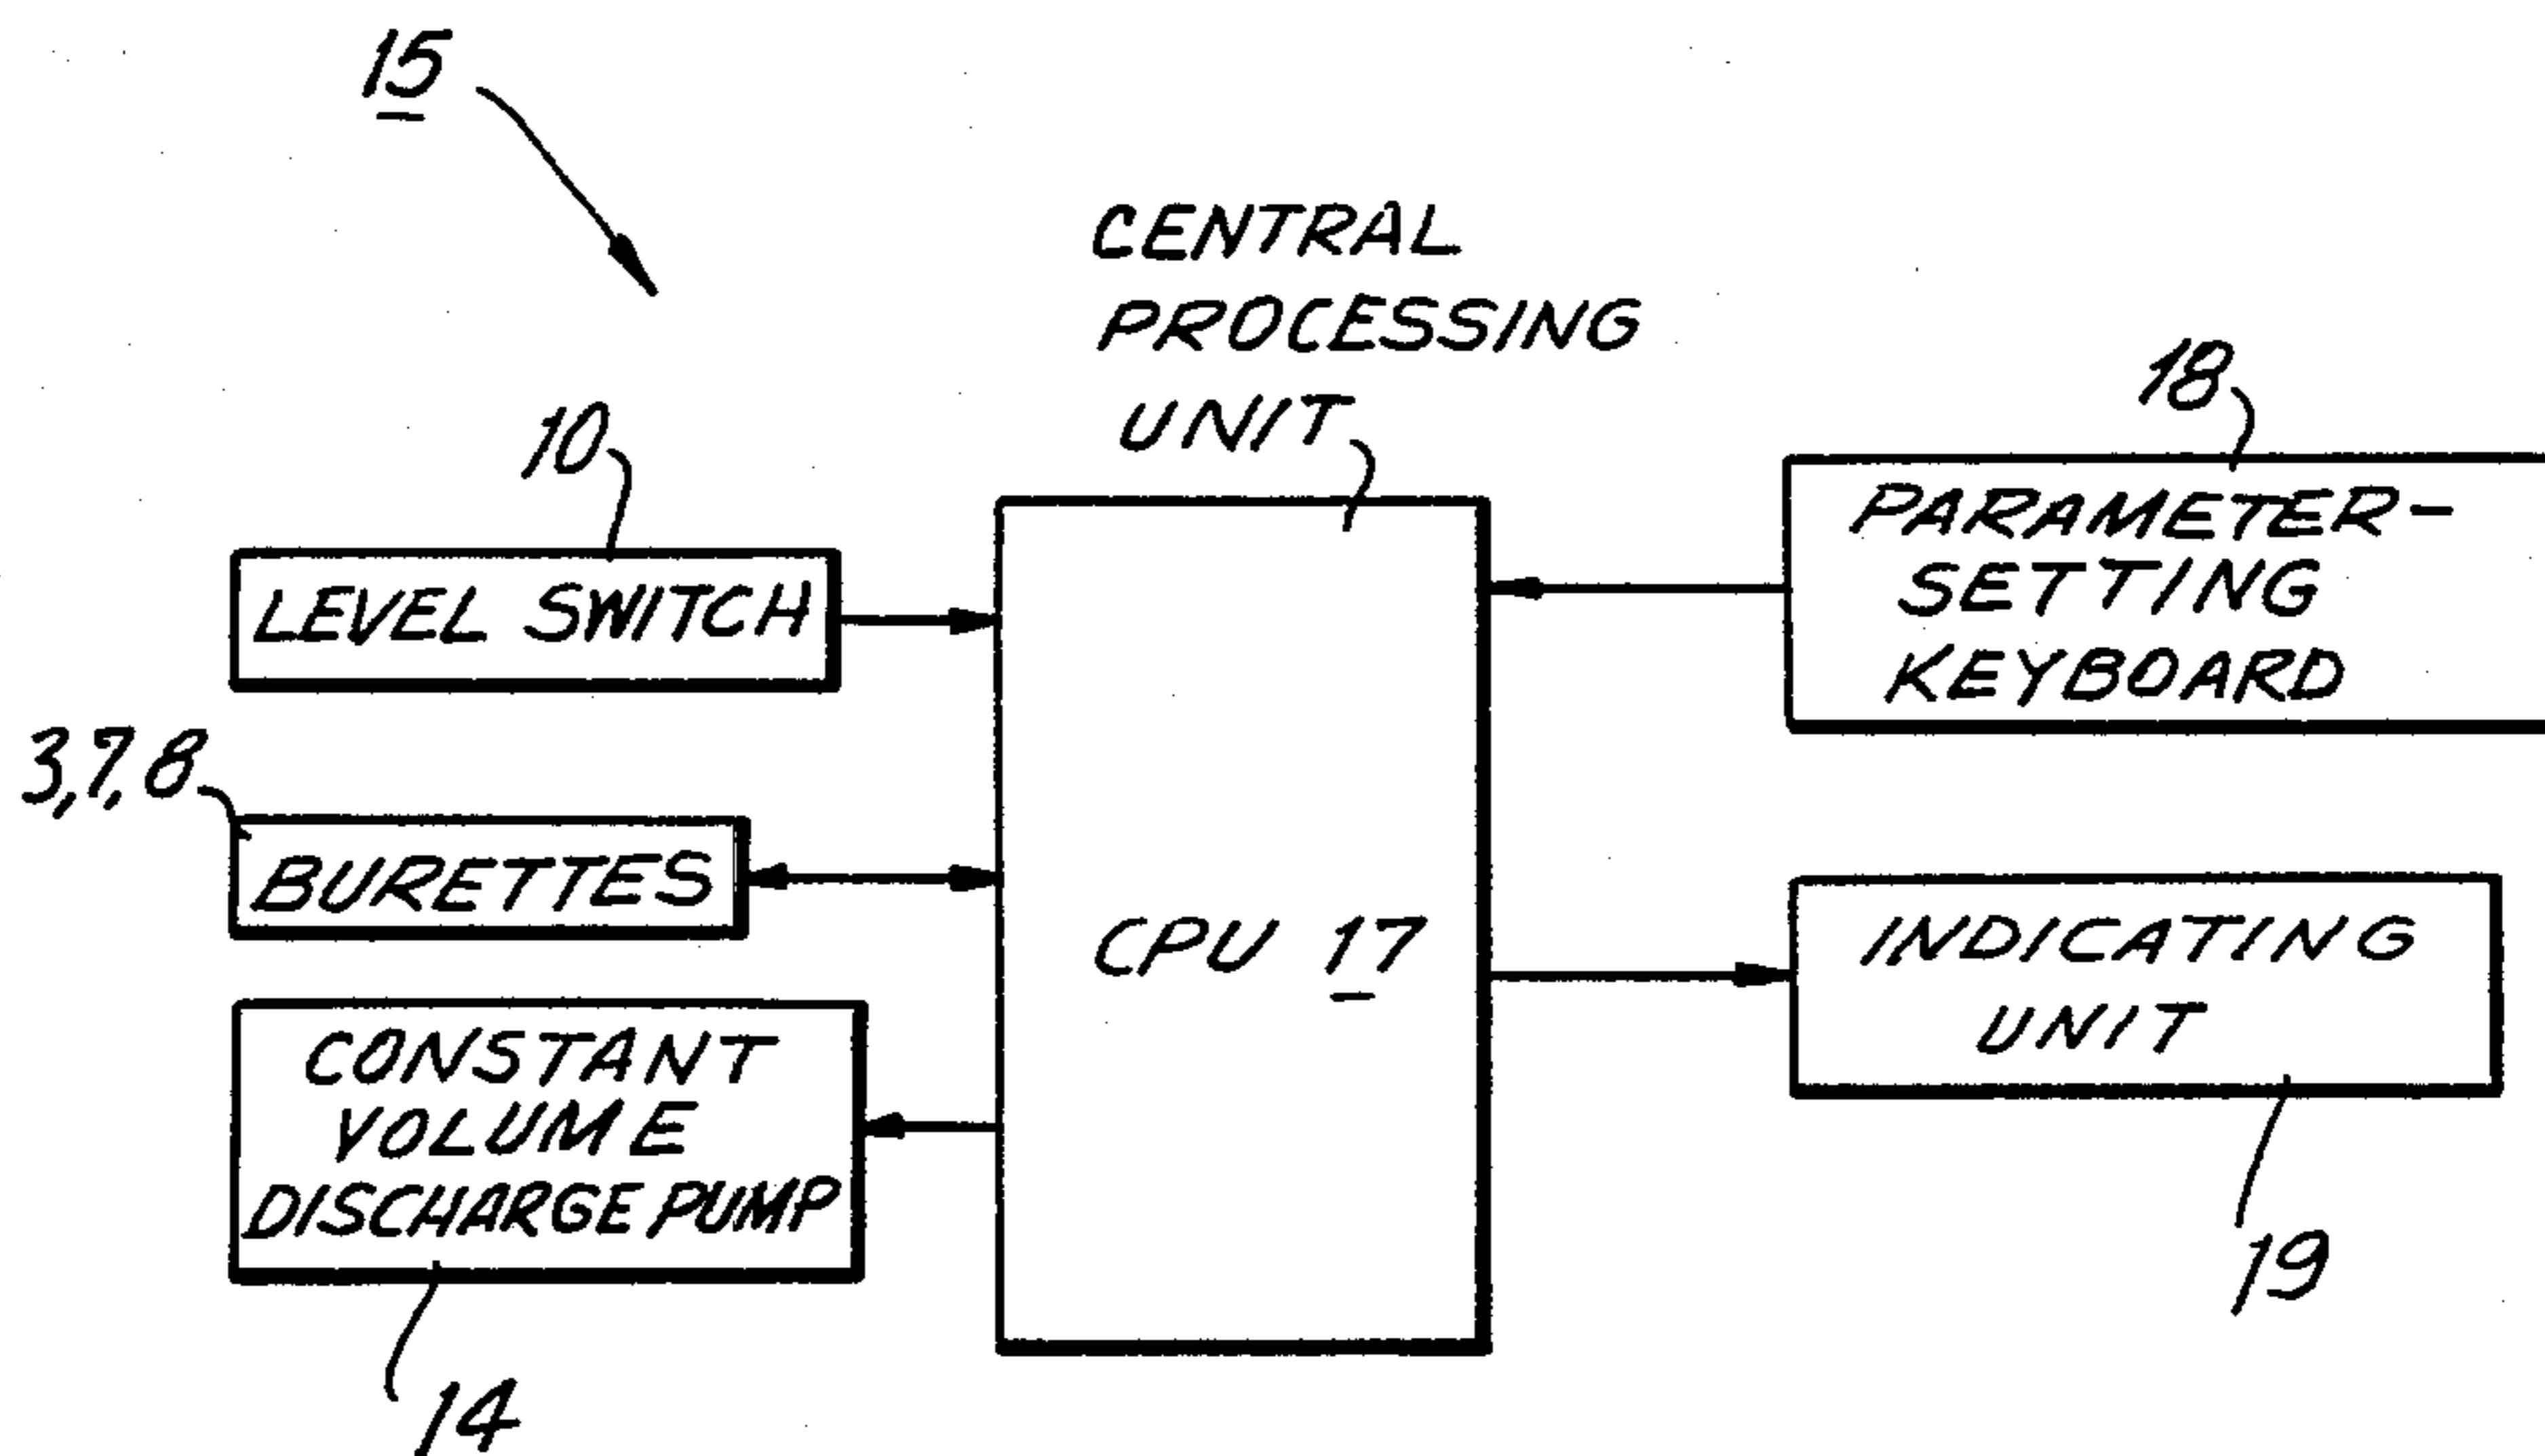 15
CENTRAL
PROCESSING
UNIT
10
LEVEL SWITCH
3,7,8
BURETTES
CONSTANT
VOLUME
DISCHARGE PUMP
14
CPU 17
18
PARAMETER-
SETTING
KEYBOARD
INDICATING
UNIT
19